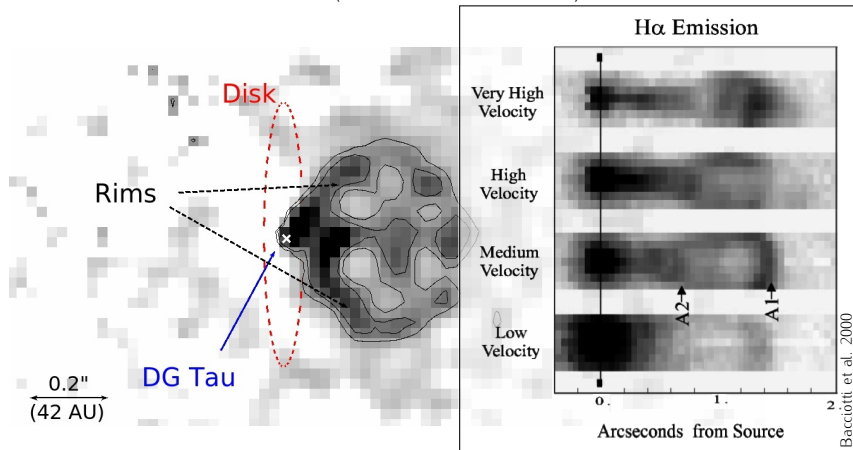 Disk
Rims
DG Tau
0.2"
(42 AU)
Hα Emission
Very High
Velocity
High
Velocity
Medium
Velocity
Low
Velocity
A2
A1
0.
1.
2.
Arcseconds from Source
Bacciotti et al. 2000